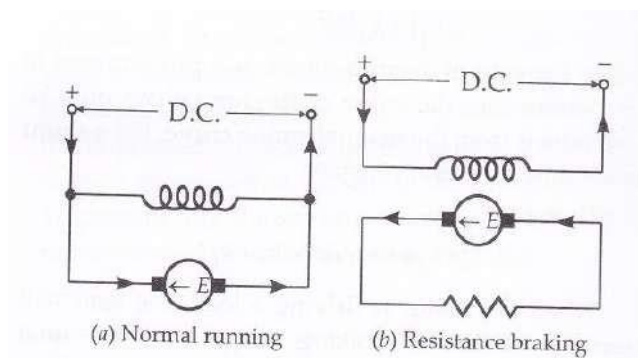 + D.C. −
← E
(a) Normal running
+ D.C. −
← E
(b) Resistance braking